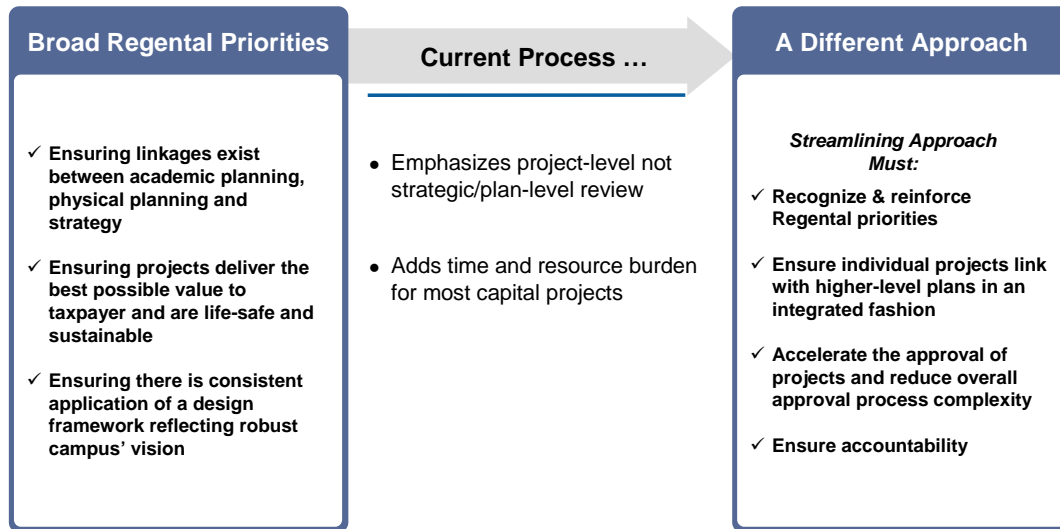 Broad Regental Priorities
✓ Ensuring linkages exist
between academic planning,
physical planning and
strategy
✓ Ensuring projects deliver the
best possible value to
taxpayer and are life-safe and
sustainable
✓ Ensuring there is consistent
application of a design
framework reflecting robust
campus’ vision
Current Process …
• Emphasizes project-level not
strategic/plan-level review
• Adds time and resource burden
for most capital projects
A Different Approach
Streamlining Approach
Must:
✓ Recognize & reinforce
Regental priorities
✓ Ensure individual projects link
with higher-level plans in an
integrated fashion
✓ Accelerate the approval of
projects and reduce overall
approval process complexity
✓ Ensure accountability